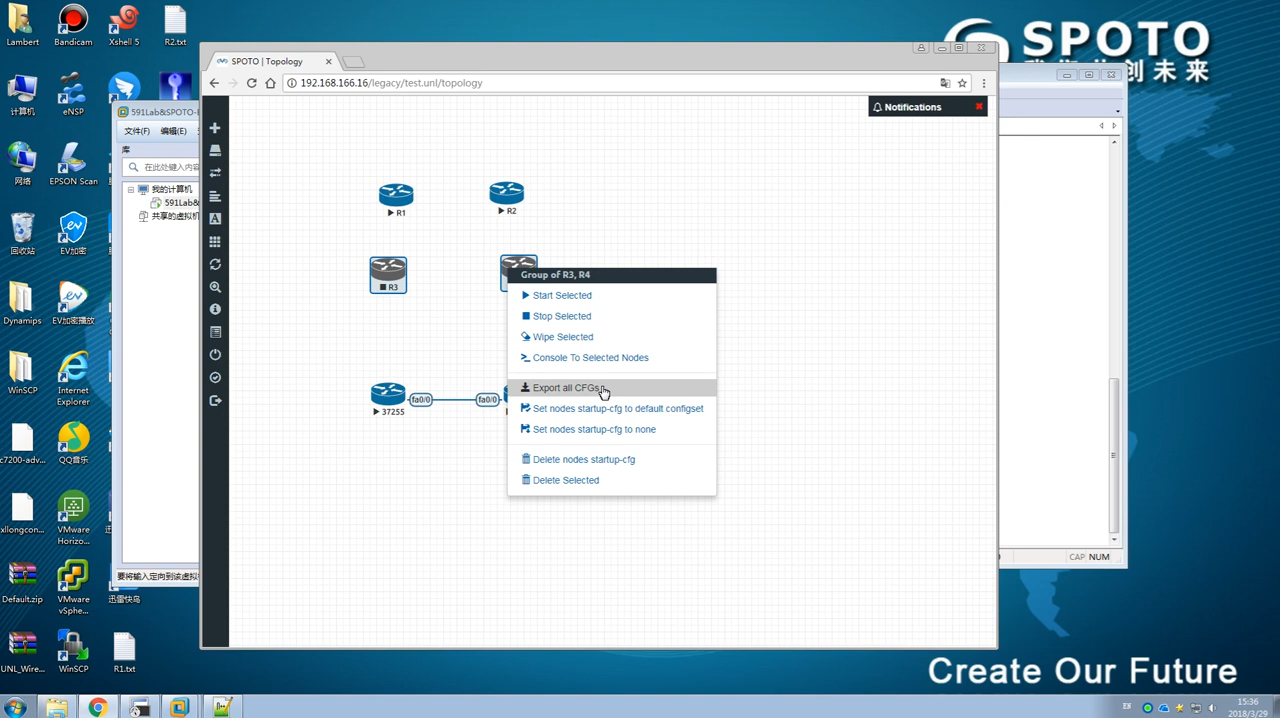 Lambert
Bandicam
Xshell 5
R2.txt
计算机
eNSP
网络
EPSON Scan
回收站
EV加密
Dynamips
EV加密播放
WinSCP
Internet
Explorer
c7200-adv...
QQ音乐
xllongcon...
VMware
Horizo...
Default.zip
VMware
vSphe...
迅雷快鸟
UNL_Wire...
WinSCP
R1.txt
SPOTO
创未来
591Lab&SPOTO-E
文件(F)
编辑(E)
库
在此处键入内容
我的计算机
591Lab&
共享的虚拟机
要将输入定向到该虚拟
SPOTO | Topology
192.168.166.16/legacy/test.unl/topology
Notifications
R1
R2
R3
37255
fa0/0
fa0/0
Group of R3, R4
Start Selected
Stop Selected
Wipe Selected
Console To Selected Nodes
Export all CFGs
Set nodes startup-cfg to default configset
Set nodes startup-cfg to none
Delete nodes startup-cfg
Delete Selected
CAP NUM
Create Our Future
EN
15:36
2018/3/29